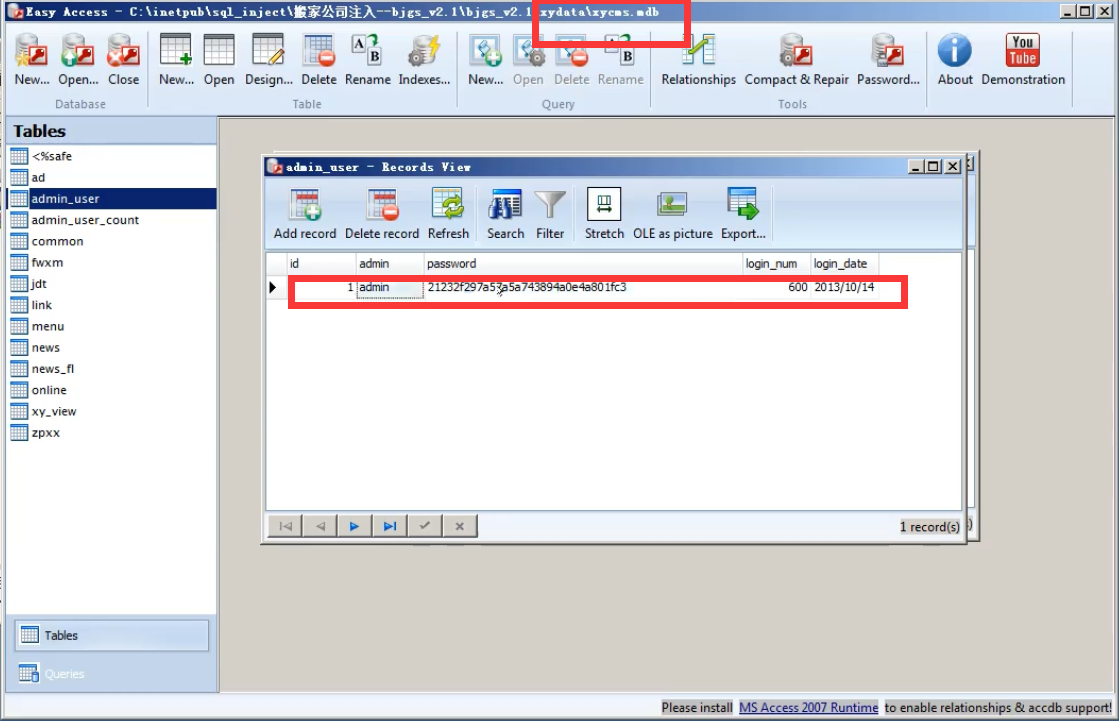 Easy Access - C:\inetpub\sql_inject\搬家公司注入--bjgs_v2.1\bjgs_v2.1\xydata\xycms.mdb
New... Open... Close New... Open Design... Delete Rename Indexes... New... Open Delete Rename Relationships Compact & Repair Password... About Demonstration
Database Table Query Tools
You Tube
A B
Tables
<%safe
ad
admin_user
admin_user_count
common
fwxm
jdt
link
menu
news
news_fl
online
xy_view
zpxx
admin_user - Records View
Add record Delete record Refresh Search Filter Stretch OLE as picture Export...
id admin password login_num login_date
1 admin 21232f297a57a5a743894a0e4a801fc3 600 2013/10/14
1 record(s)
Tables
Queries
Please install MS Access 2007 Runtime to enable relationships & accdb support!